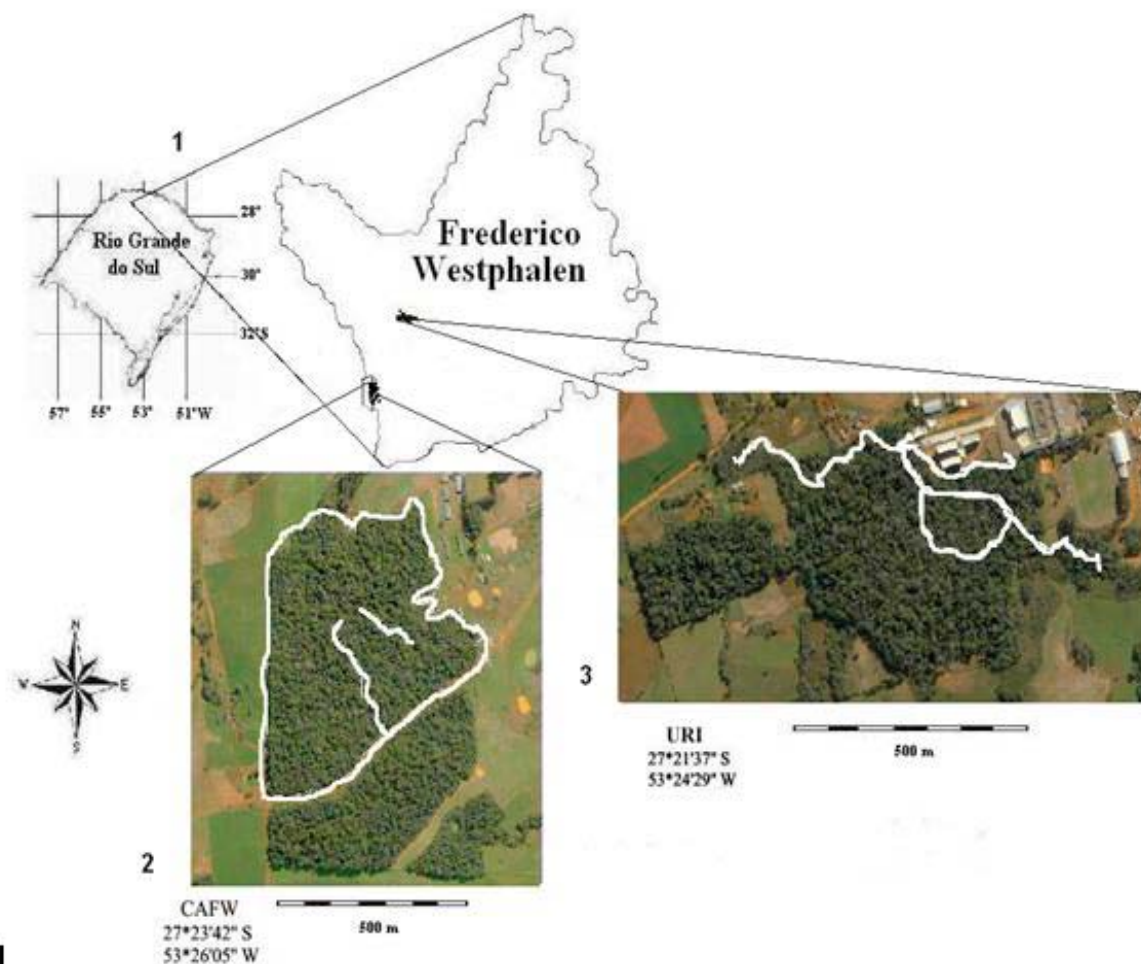 1
Rio Grande
do Sul
28°
30°
32°S
57°
55°
53°
51°W
Frederico
Westphalen
N
W
E
S
2
CAFW
27*23'42" S
53*26'05" W
500 m
3
URI
27*21'37" S
53*24'29" W
500 m